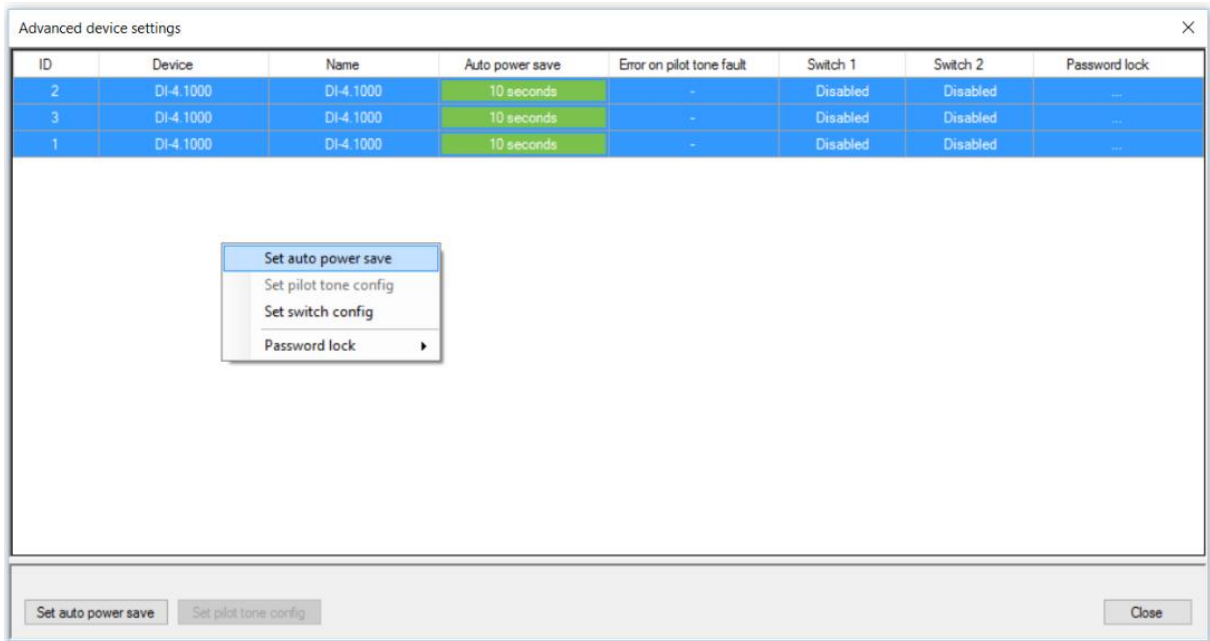 Advanced device settings
ID Device Name Auto power save Error on pilot tone fault Switch 1 Switch 2 Password lock
2 DI-4.1000 DI-4.1000 10 seconds - Disabled Disabled ...
3 DI-4.1000 DI-4.1000 10 seconds - Disabled Disabled ...
1 DI-4.1000 DI-4.1000 10 seconds - Disabled Disabled ...
Set auto power save
Set pilot tone config
Set switch config
Password lock
Set auto power save Set pilot tone config Close